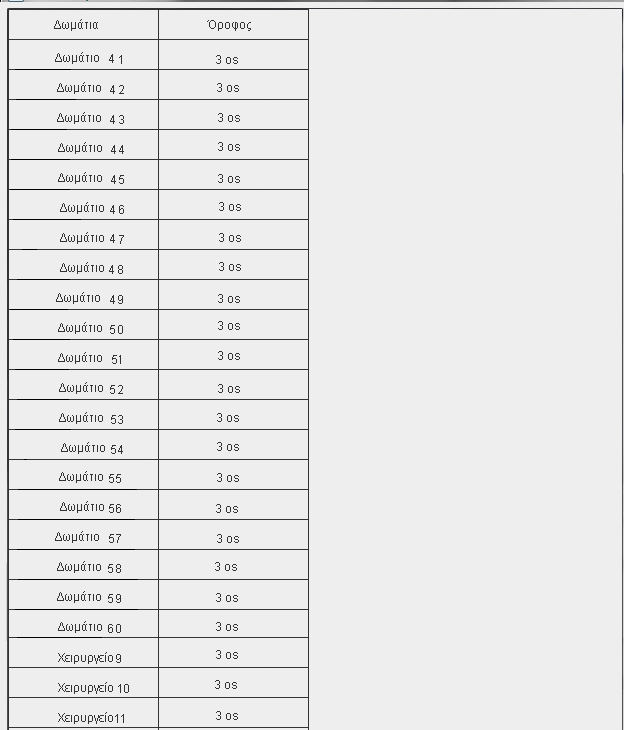 Δωμάτια Όροφος
Δωμάτιο 41 3 os
Δωμάτιο 42 3 os
Δωμάτιο 43 3 os
Δωμάτιο 44 3 os
Δωμάτιο 45 3 os
Δωμάτιο 46 3 os
Δωμάτιο 47 3 os
Δωμάτιο 48 3 os
Δωμάτιο 49 3 os
Δωμάτιο 50 3 os
Δωμάτιο 51 3 os
Δωμάτιο 52 3 os
Δωμάτιο 53 3 os
Δωμάτιο 54 3 os
Δωμάτιο 55 3 os
Δωμάτιο 56 3 os
Δωμάτιο 57 3 os
Δωμάτιο 58 3 os
Δωμάτιο 59 3 os
Δωμάτιο 60 3 os
Χειρυργείο9 3 os
Χειρυργείο 10 3 os
Χειρυργείο11 3 os